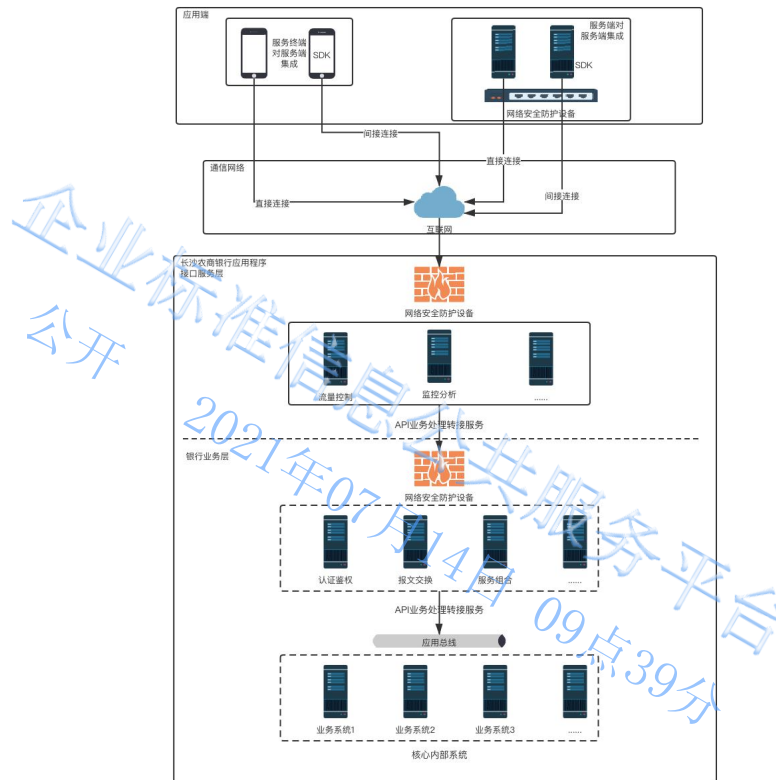 应用端
服务终端
对服务端
集成
SDK
服务端对
服务端集成
SDK
网络安全防护设备
间接连接
直接连接
通信网络
直接连接
间接连接
互联网
长沙农商银行应用程序
接口服务层
网络安全防护设备
流量控制
监控分析
......
API业务处理转接服务
银行业务层
网络安全防护设备
认证鉴权
报文交换
服务组合
......
API业务处理转接服务
应用总线
业务系统1
业务系统2
业务系统3
......
核心内部系统
企业标准信息公共服务平台
公开
2021年07月14日 09点39分